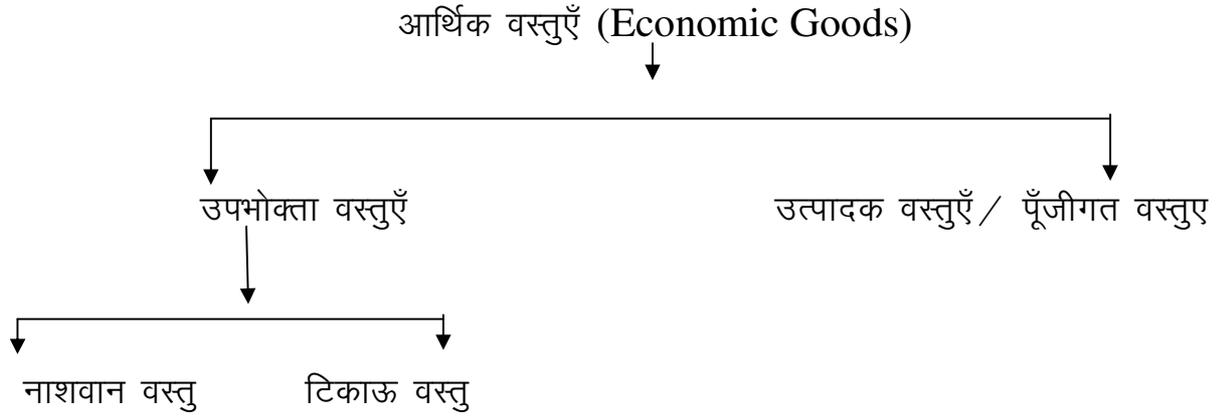 आर्थिक वस्तुएँ (Economic Goods)
उपभोक्ता वस्तुएँ उत्पादक वस्तुएँ / पूँजीगत वस्तुए
नाशवान वस्तु टिकाऊ वस्तु